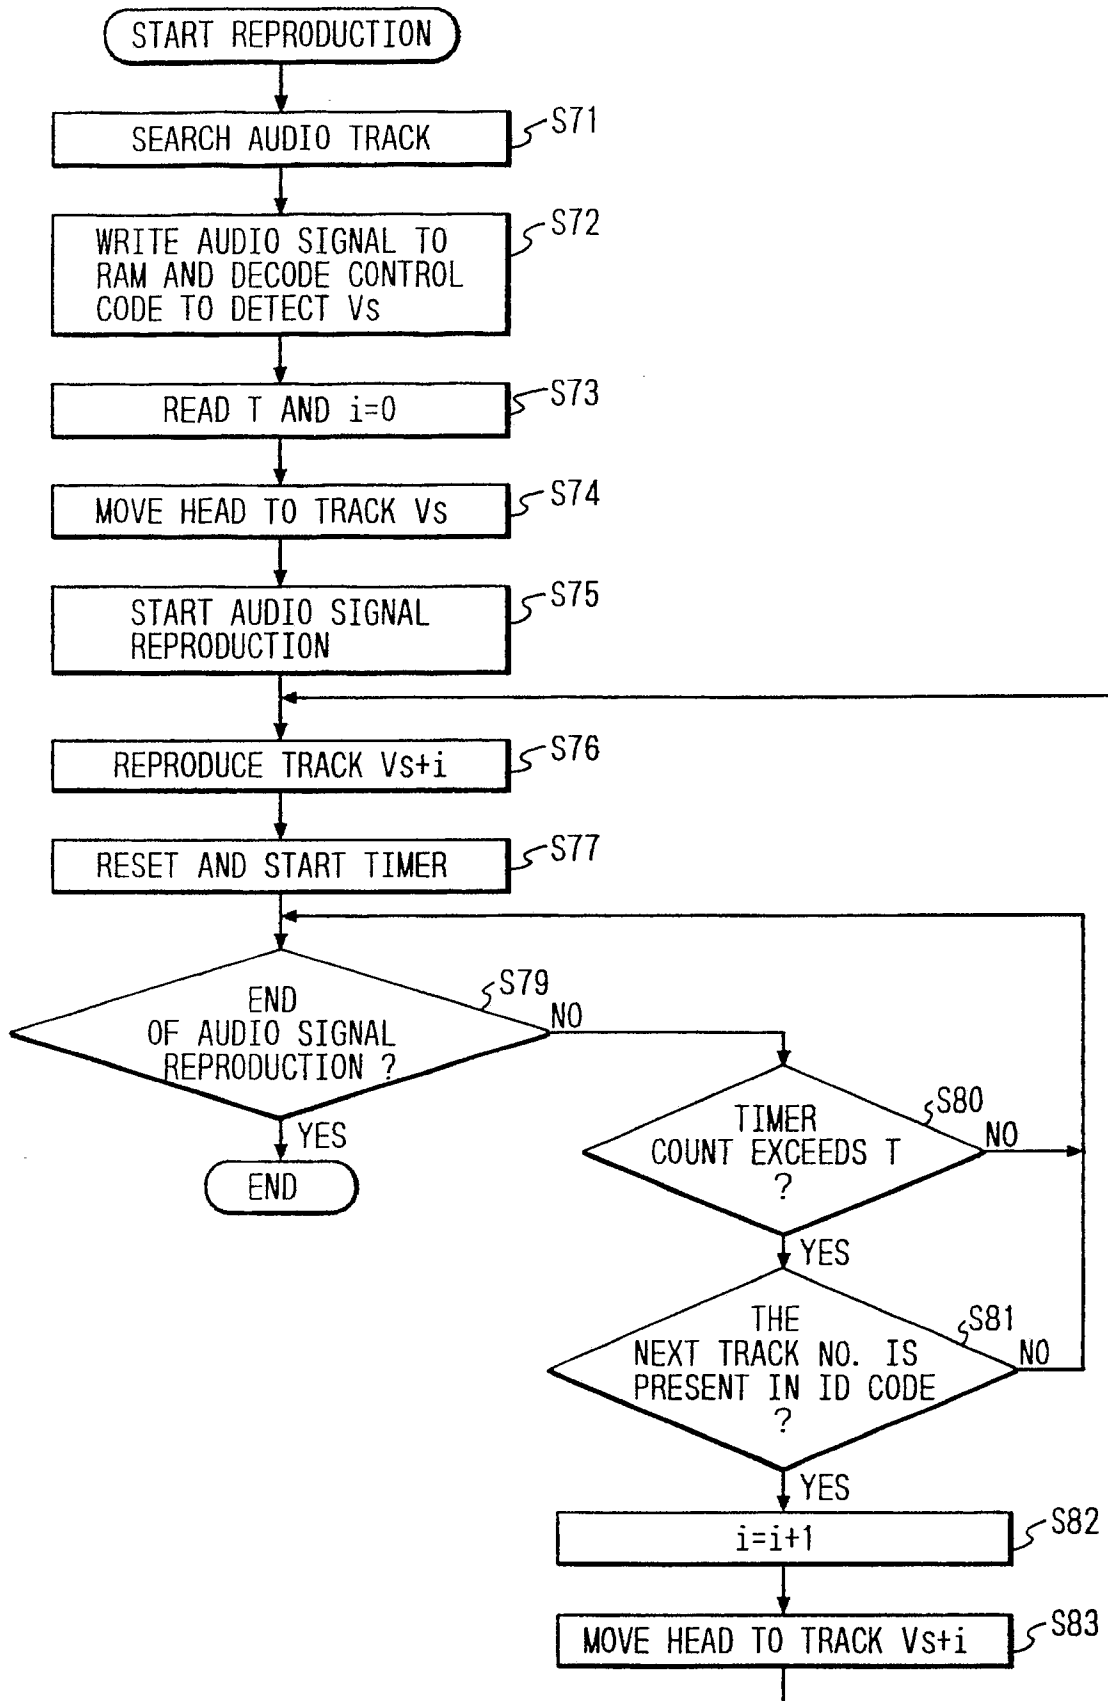 START REPRODUCTION
SEARCH AUDIO TRACK
S71
WRITE AUDIO SIGNAL TO
RAM AND DECODE CONTROL
CODE TO DETECT Vs
S72
READ T AND i=0
S73
MOVE HEAD TO TRACK Vs
S74
START AUDIO SIGNAL
REPRODUCTION
S75
REPRODUCE TRACK Vs+i
S76
RESET AND START TIMER
S77
END
OF AUDIO SIGNAL
REPRODUCTION ?
S79
NO
YES
END
TIMER
COUNT EXCEEDS T
?
S80
NO
YES
THE
NEXT TRACK NO. IS
PRESENT IN ID CODE
?
S81
NO
YES
i=i+1
S82
MOVE HEAD TO TRACK Vs+i
S83